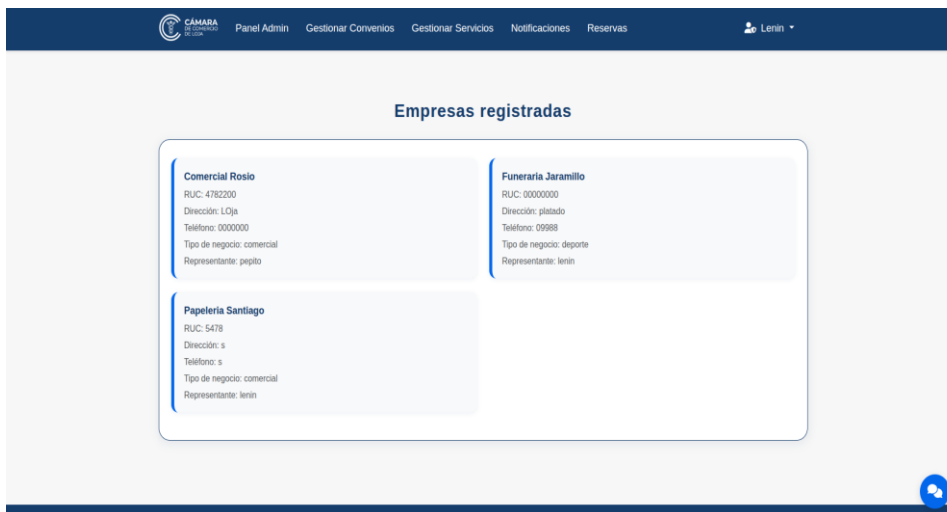 CÁMARA
DE COMERCIO
DE LOJA
Panel Admin Gestionar Convenios Gestionar Servicios Notificaciones Reservas Lenin
Empresas registradas
Comercial Rosio
RUC: 4782200
Dirección: LOja
Teléfono: 0000000
Tipo de negocio: comercial
Representante: pepito
Funeraria Jaramillo
RUC: 00000000
Dirección: platado
Teléfono: 09988
Tipo de negocio: deporte
Representante: lenin
Papeleria Santiago
RUC: 5478
Dirección: s
Teléfono: s
Tipo de negocio: comercial
Representante: lenin